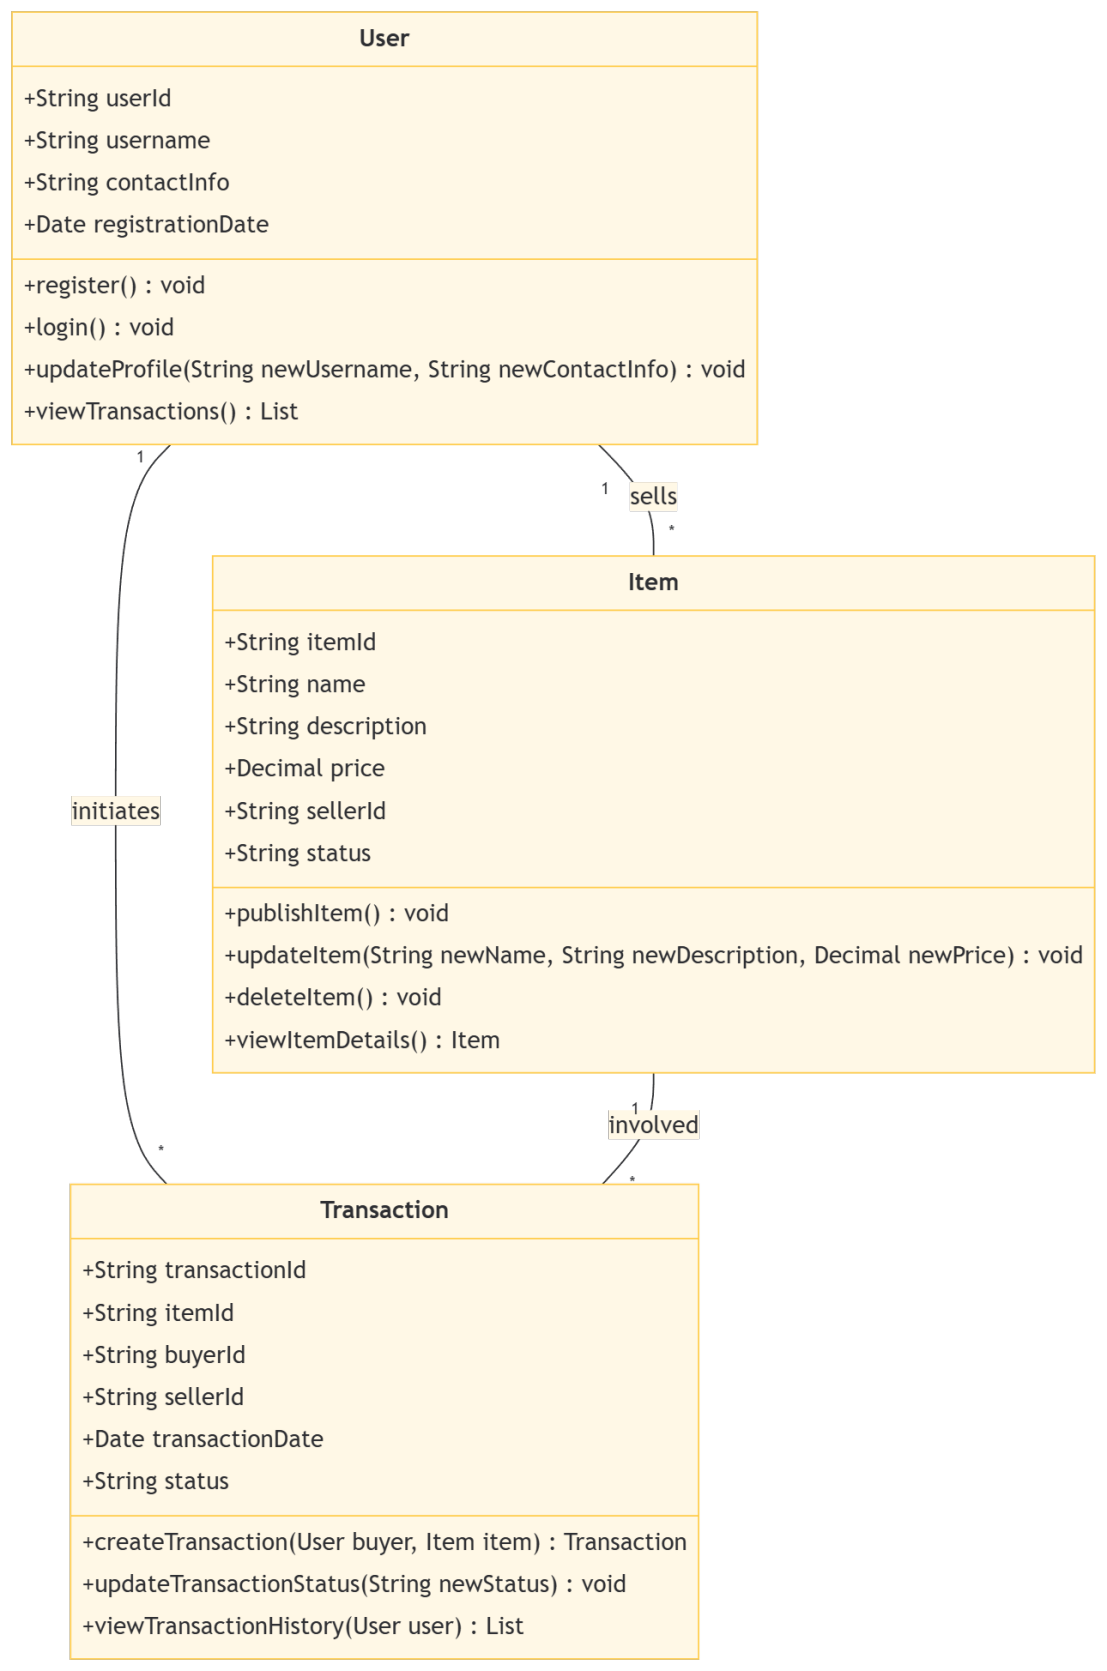 User
+String userId
+String username
+String contactInfo
+Date registrationDate
+register() : void
+login() : void
+updateProfile(String newUsername, String newContactInfo) : void
+viewTransactions() : List
1
1
sells
*
Item
+String itemId
+String name
+String description
+Decimal price
+String sellerId
+String status
+publishItem() : void
+updateItem(String newName, String newDescription, Decimal newPrice) : void
+deleteItem() : void
+viewItemDetails() : Item
initiates
1
involved
*
*
Transaction
+String transactionId
+String itemId
+String buyerId
+String sellerId
+Date transactionDate
+String status
+createTransaction(User buyer, Item item) : Transaction
+updateTransactionStatus(String newStatus) : void
+viewTransactionHistory(User user) : List